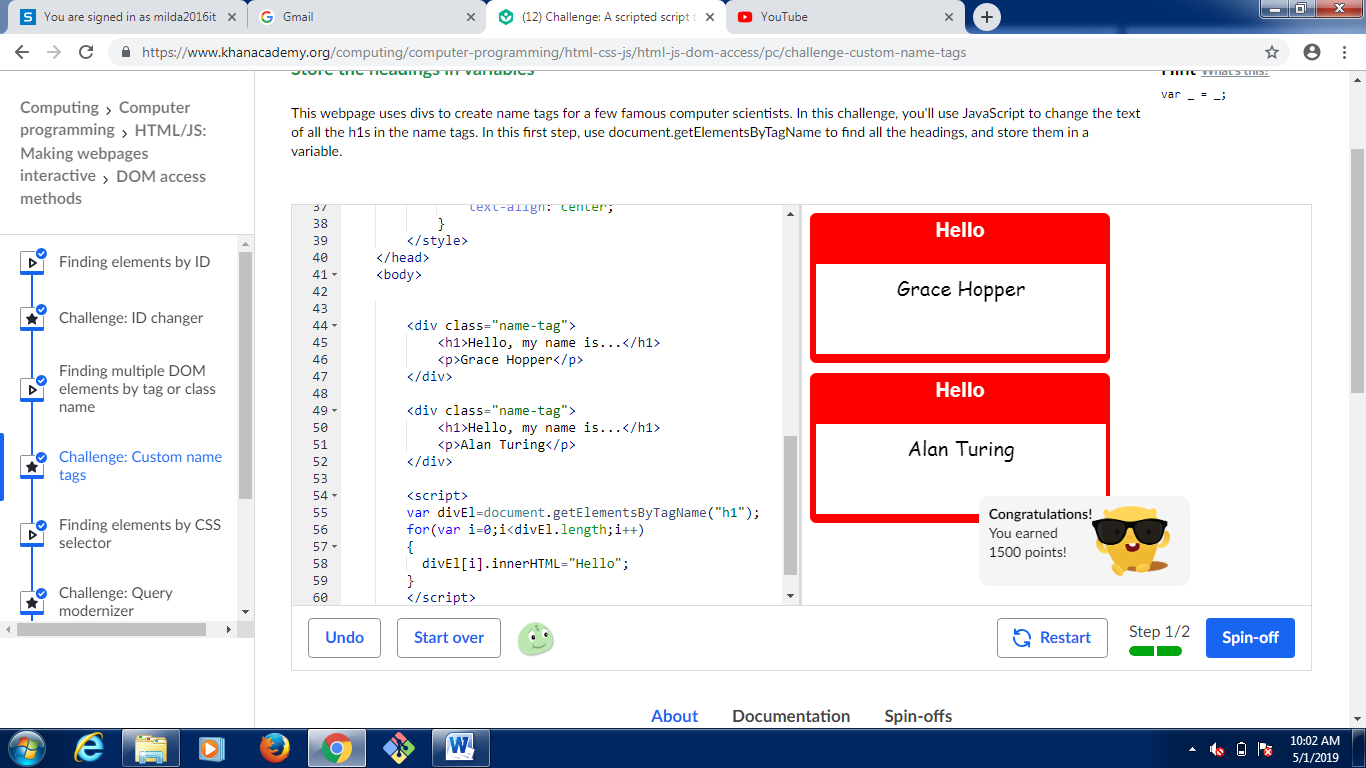 You are signed in as milda2016it
Gmail
(12) Challenge: A scripted script t
YouTube
https://www.khanacademy.org/computing/computer-programming/html-css-js/html-js-dom-access/pc/challenge-custom-name-tags
Computing > Computer
programming > HTML/JS:
Making webpages
interactive > DOM access
methods
Finding elements by ID
Challenge: ID changer
Finding multiple DOM
elements by tag or class
name
Challenge: Custom name
tags
Finding elements by CSS
selector
Challenge: Query
modernizer
Store the headings in variables
This webpage uses divs to create name tags for a few famous computer scientists. In this challenge, you'll use JavaScript to change the text
of all the h1s in the name tags. In this first step, use document.getElementsByTagName to find all the headings, and store them in a
variable.
Hint What's this?
var _ = _;
37 text-align: center;
38 }
39 </style>
40 </head>
41 <body>
42
43
44 <div class="name-tag">
45 <h1>Hello, my name is...</h1>
46 <p>Grace Hopper</p>
47 </div>
48
49 <div class="name-tag">
50 <h1>Hello, my name is...</h1>
51 <p>Alan Turing</p>
52 </div>
53
54 <script>
55 var divEl=document.getElementsByTagName("h1");
56 for(var i=0;i<divEl.length;i++)
57 {
58 divEl[i].innerHTML="Hello";
59 }
60 </script>
Hello
Grace Hopper
Hello
Alan Turing
Congratulations!
You earned
1500 points!
Undo
Start over
Restart
Step 1/2
Spin-off
About
Documentation
Spin-offs
10:02 AM
5/1/2019